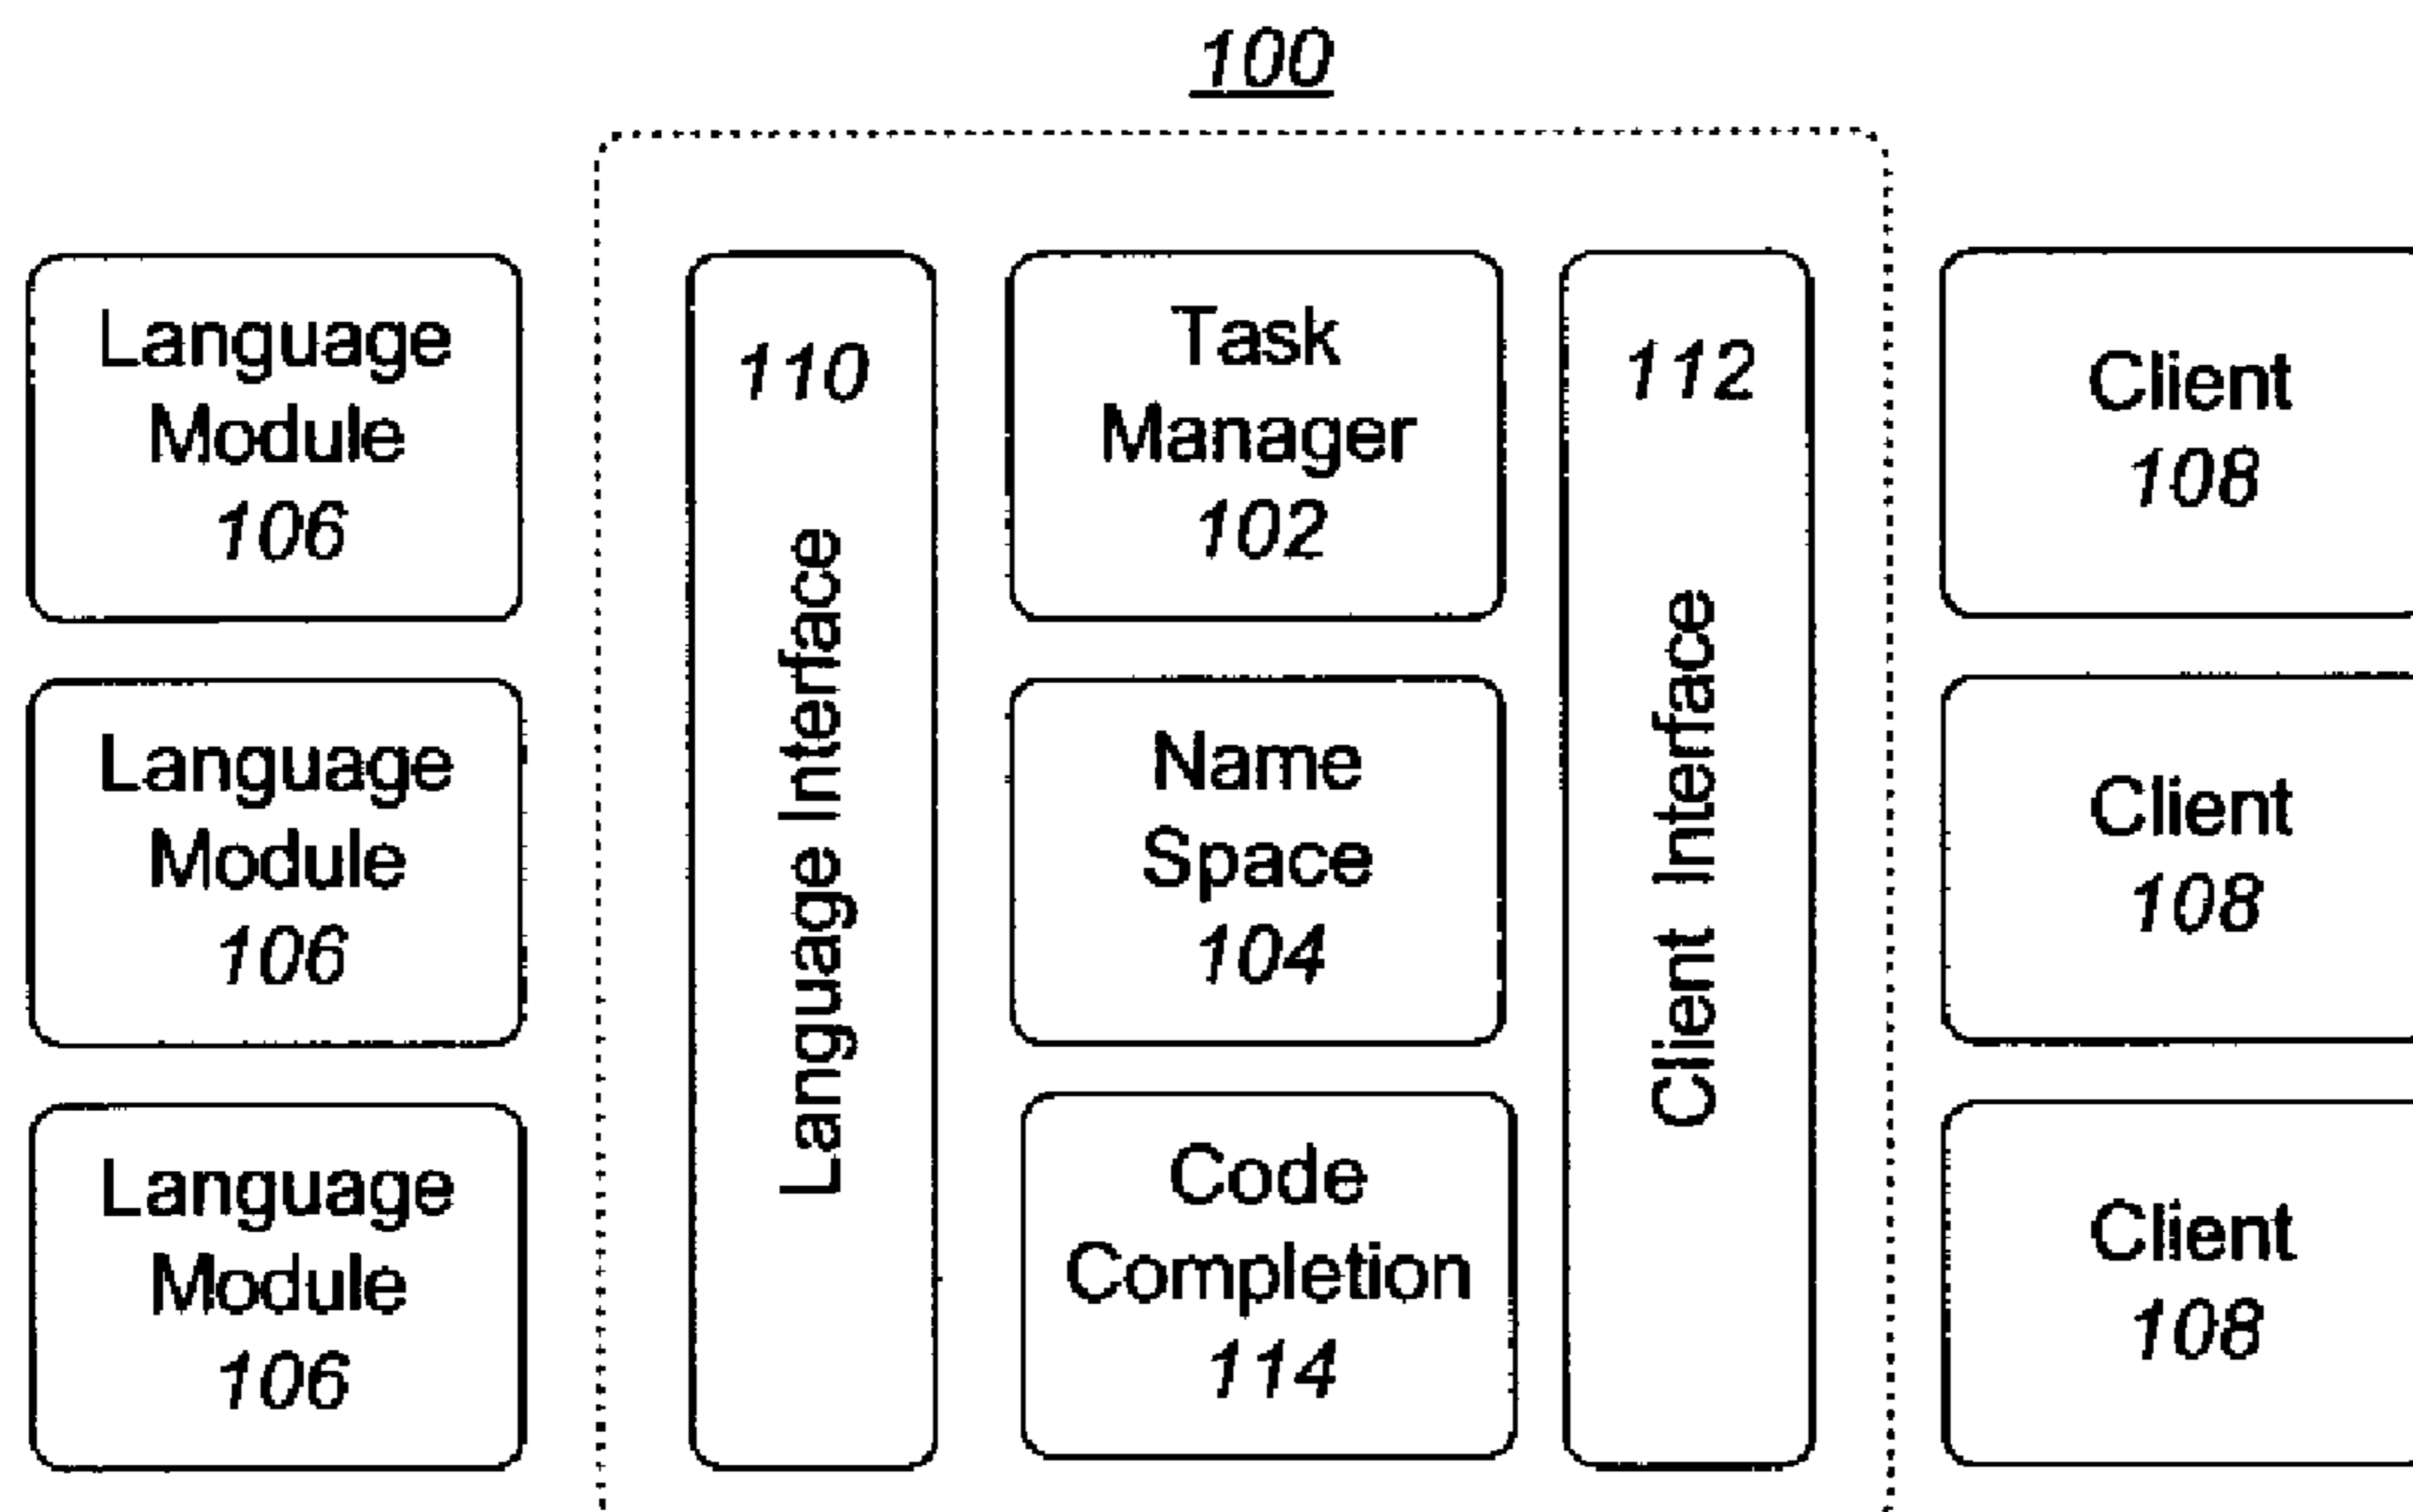 100
Language
Module
106
Language
Module
106
Language
Module
106
110
Language Interface
Task
Manager
102
Name
Space
104
Code
Completion
114
112
Client Interface
Client
108
Client
108
Client
108